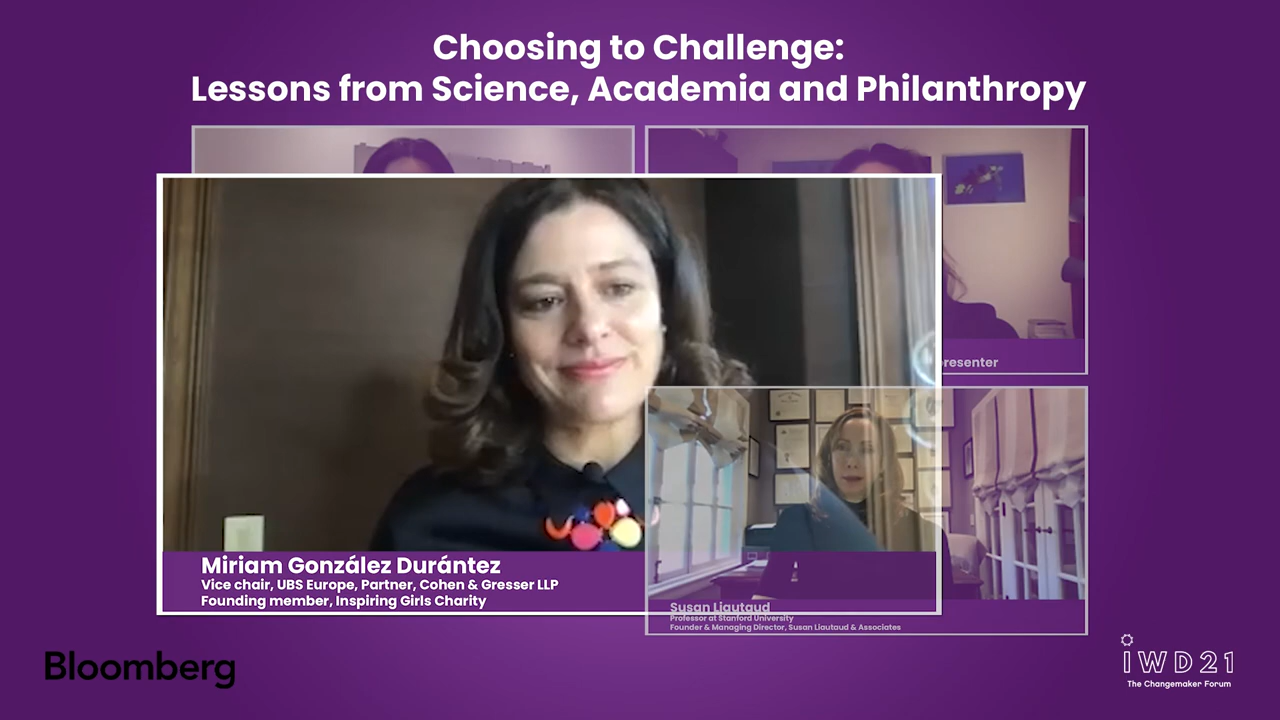 Choosing to Challenge:
Lessons from Science, Academia and Philanthropy
presenter
Miriam González Durántez
Vice chair, UBS Europe, Partner, Cohen & Gresser LLP
Founding member, Inspiring Girls Charity
Susan Liautaud
Professor at Stanford University
Founder & Managing Director, Susan Liautaud & Associates
Bloomberg
IWD21
The Changemaker Forum